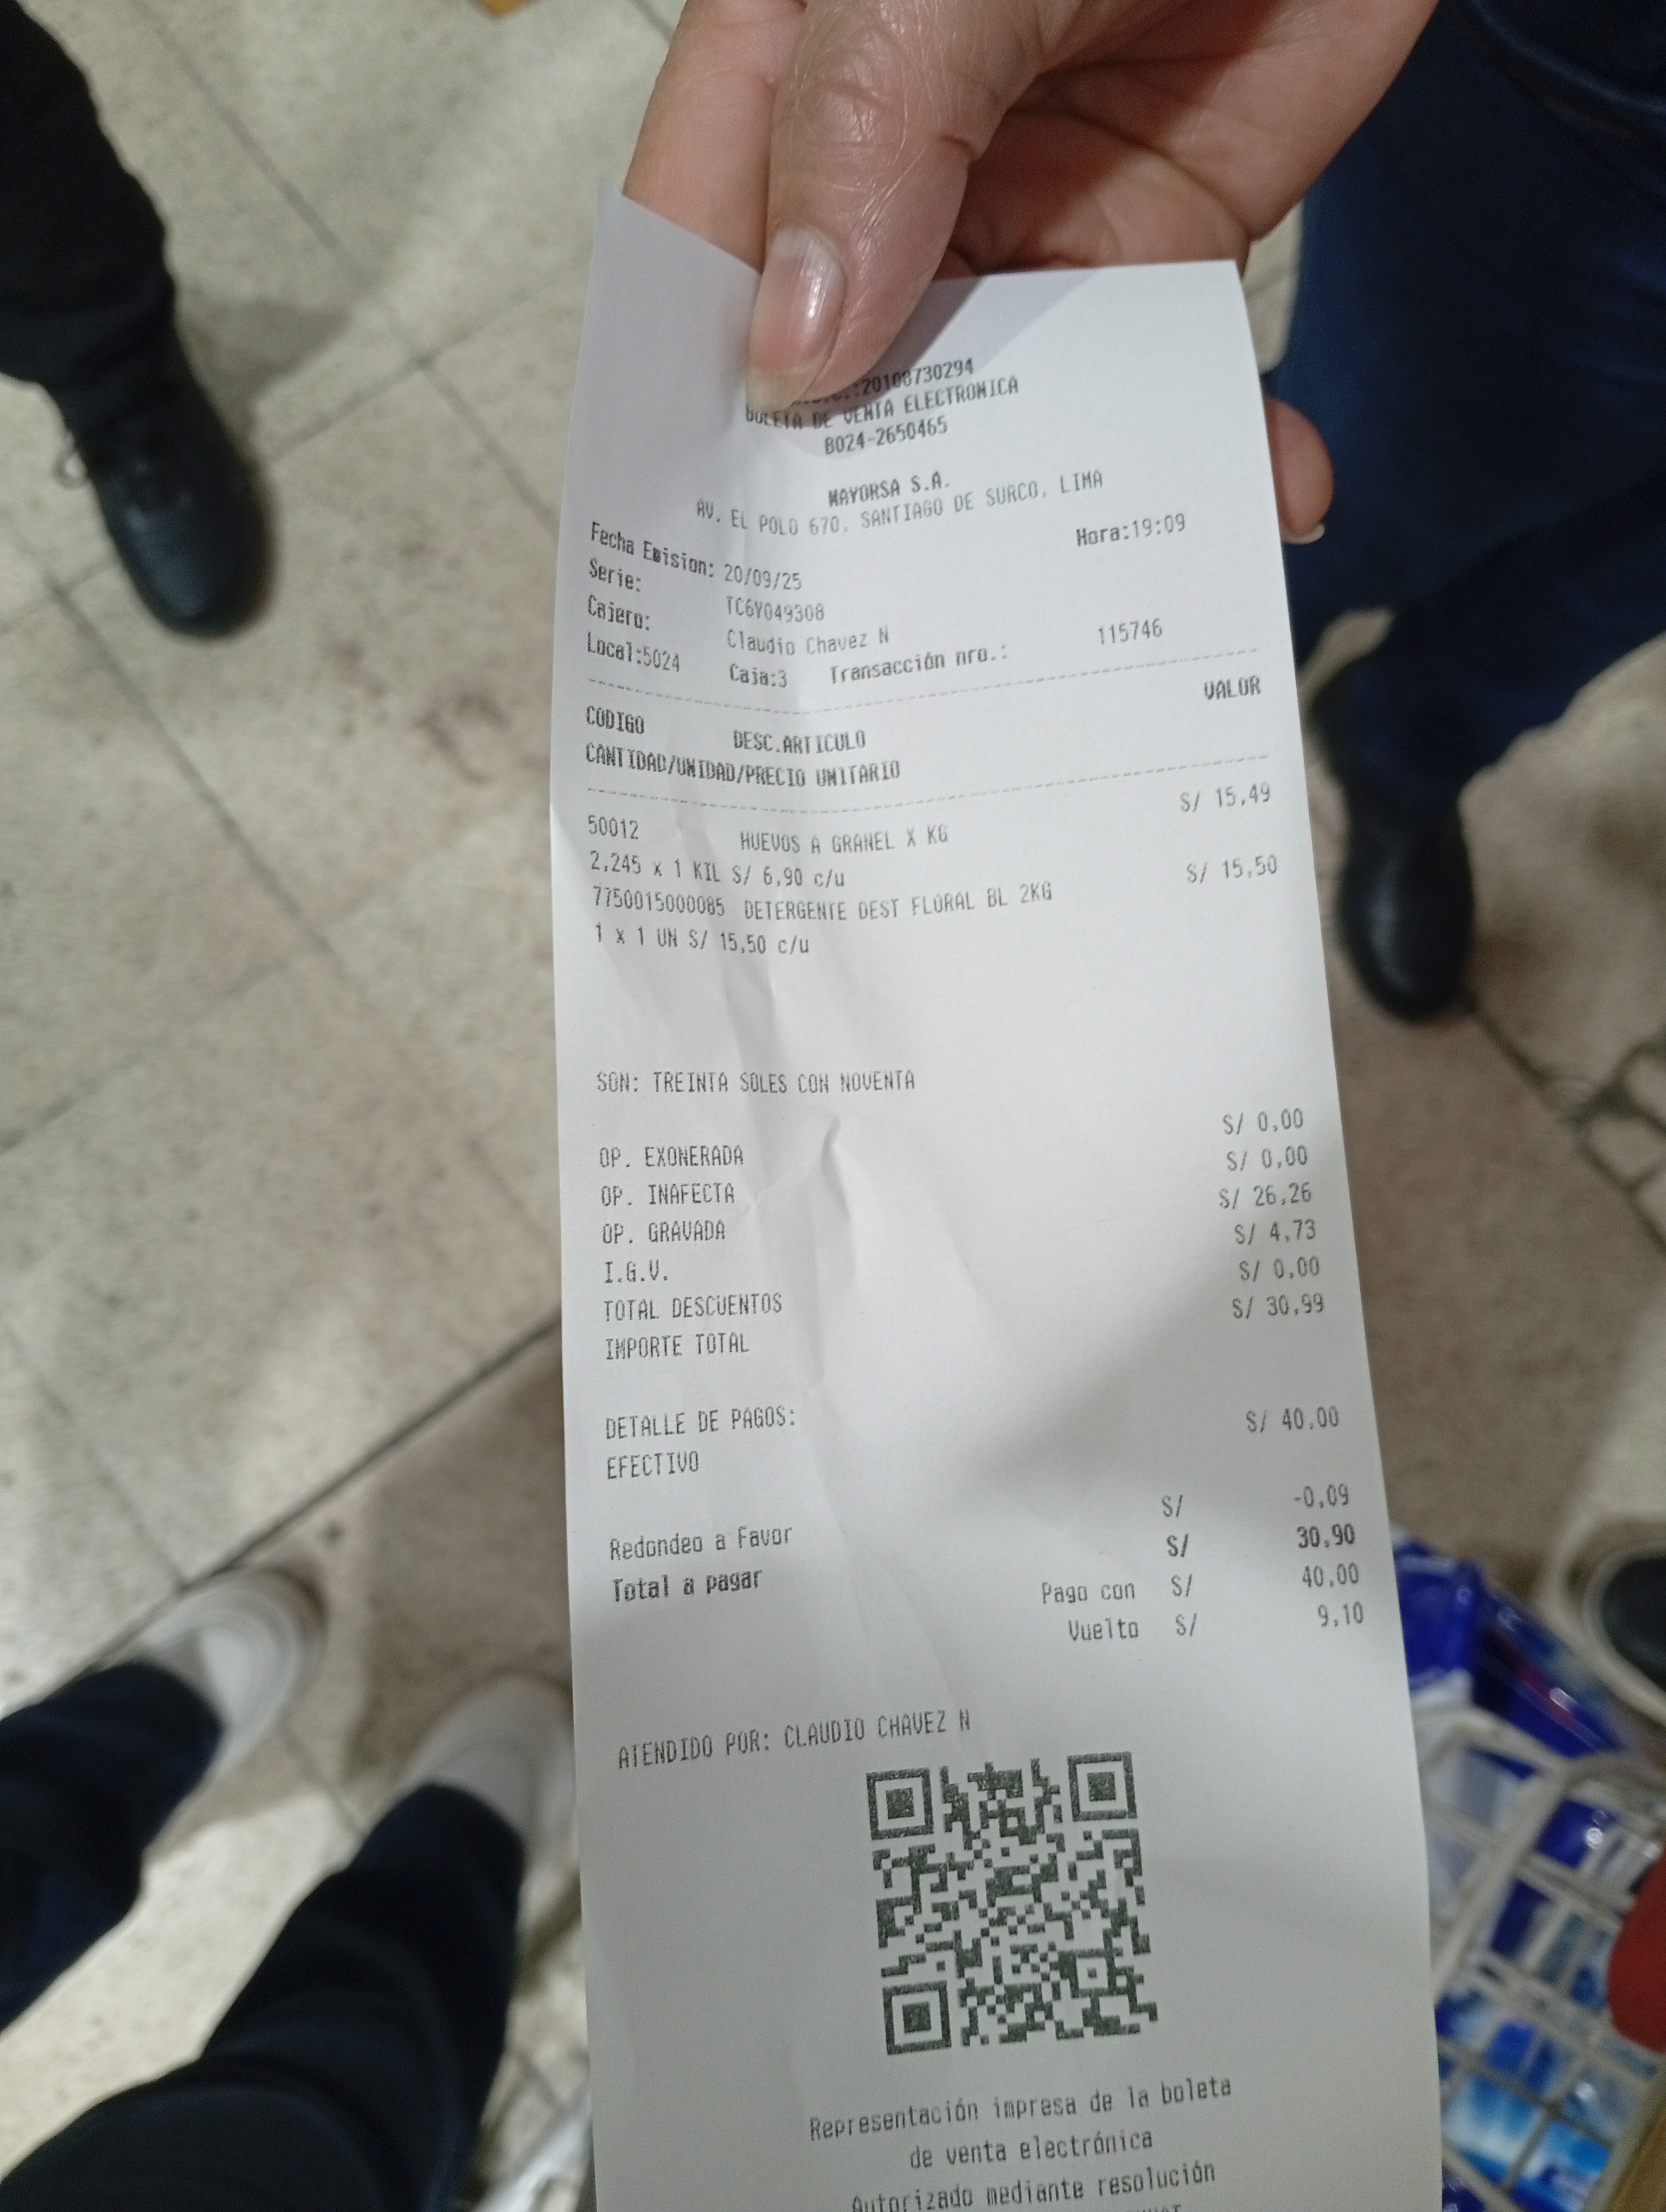 :20108730294
BOLETA DE VENTA ELECTRONICA
B024-2650465
MAYORSA S.A.
AV. EL POLO 670, SANTIAGO DE SURCO, LIMA
Fecha Emision: 20/09/25 Hora:19:09
Serie: TC6Y049308
Cajero: Claudio Chavez N
Local:5024 Caja:3 Transacción nro.: 115746
CODIGO DESC.ARTICULO VALOR
CANTIDAD/UNIDAD/PRECIO UNITARIO
50012 HUEVOS A GRANEL X KG S/ 15,49
2,245 x 1 KIL S/ 6,90 c/u
7750015000085 DETERGENTE DEST FLORAL BL 2KG S/ 15,50
1 x 1 UN S/ 15,50 c/u
SON: TREINTA SOLES CON NOVENTA
OP. EXONERADA S/ 0,00
OP. INAFECTA S/ 0,00
OP. GRAVADA S/ 26,26
I.G.V. S/ 4,73
TOTAL DESCUENTOS S/ 0,00
IMPORTE TOTAL S/ 30,99
DETALLE DE PAGOS:
EFECTIVO S/ 40,00
Redondeo a Favor S/ -0,09
Total a pagar S/ 30,90
Pago con S/ 40,00
Vuelto S/ 9,10
ATENDIDO POR: CLAUDIO CHAVEZ N
Representación impresa de la boleta
de venta electrónica
Autorizado mediante resolución